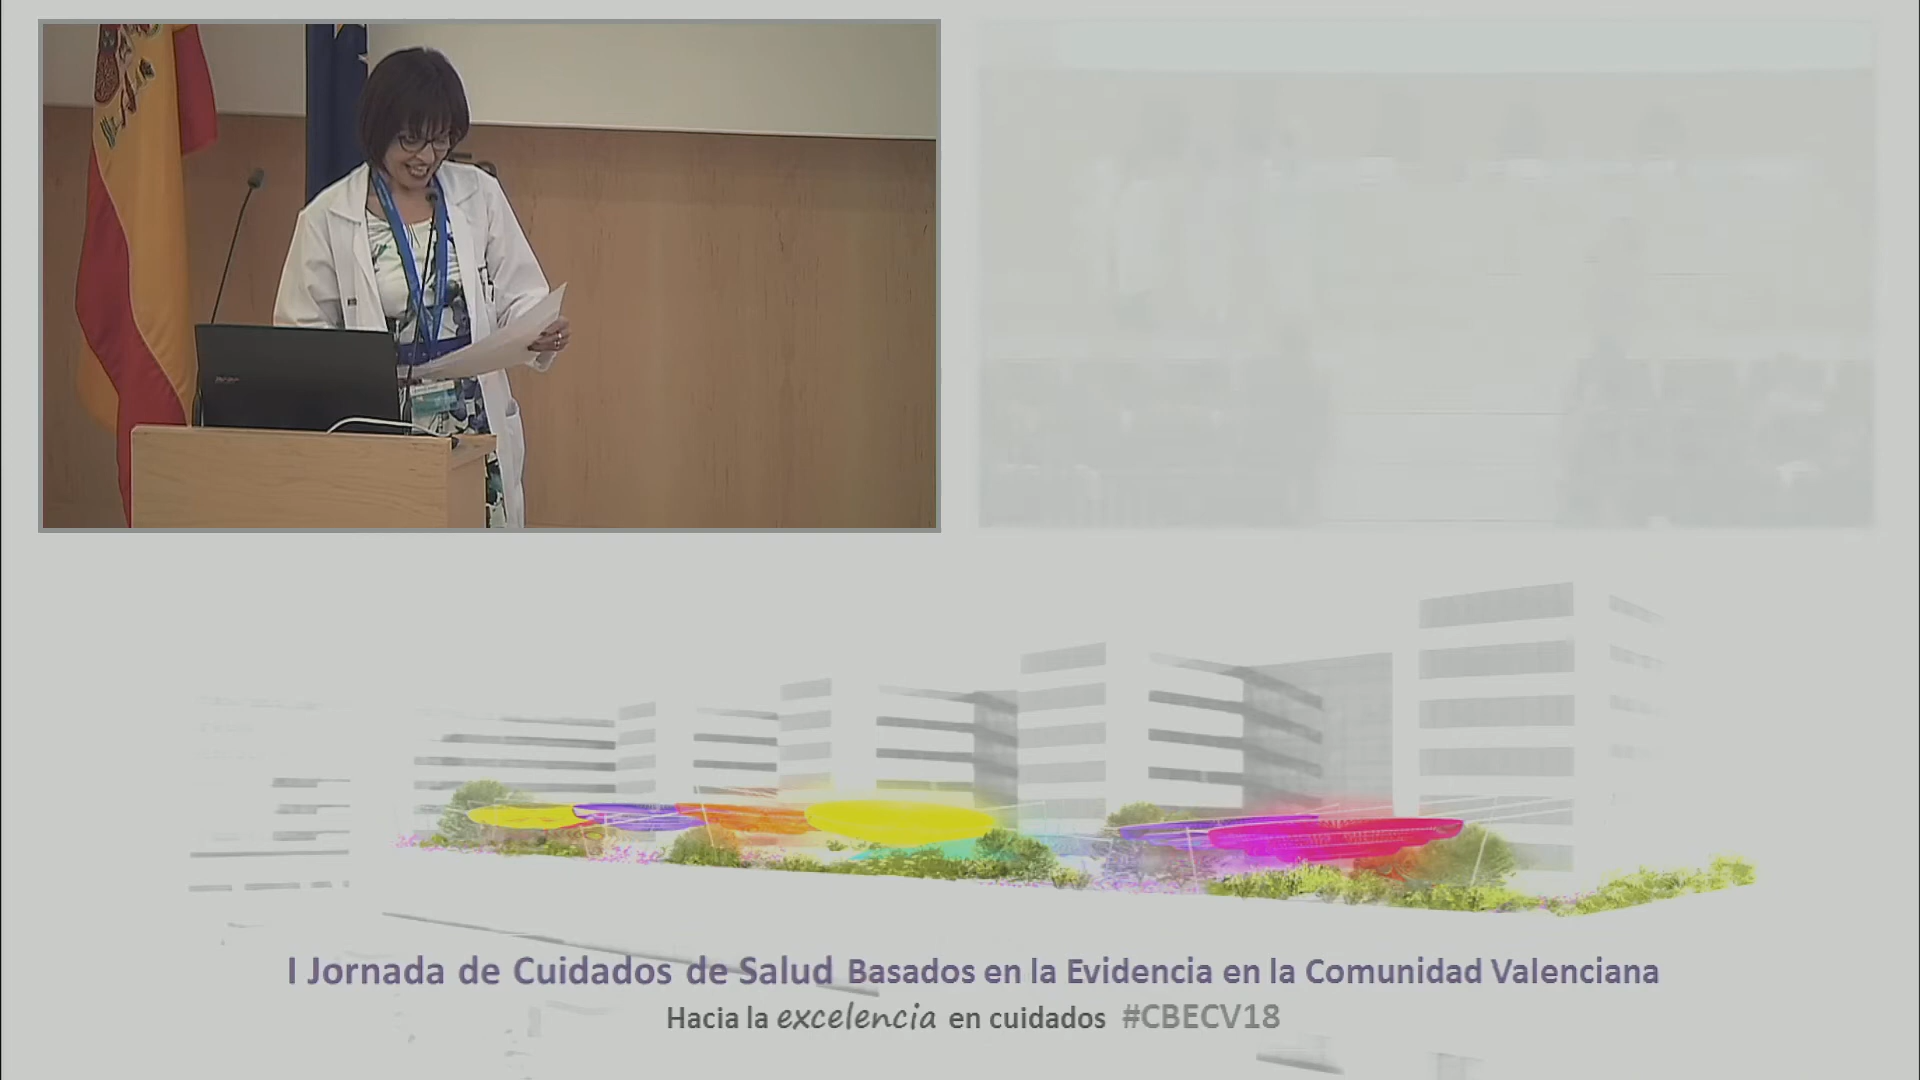 acer
I Jornada de Cuidados de Salud Basados en la Evidencia en la Comunidad Valenciana
Hacia la excelencia en cuidados #CBECV18